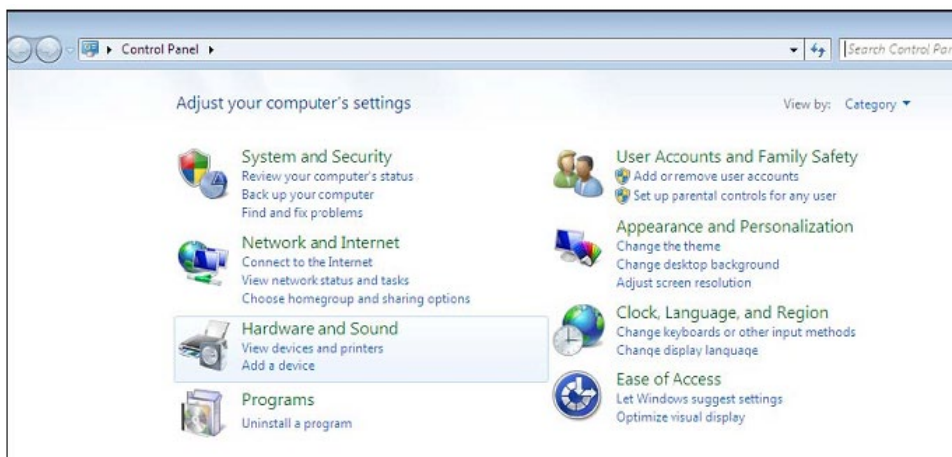 Control Panel
Search Control Par
Adjust your computer's settings
View by: Category
System and Security
Review your computer's status
Back up your computer
Find and fix problems
Network and Internet
Connect to the Internet
View network status and tasks
Choose homegroup and sharing options
Hardware and Sound
View devices and printers
Add a device
Programs
Uninstall a program
User Accounts and Family Safety
Add or remove user accounts
Set up parental controls for any user
Appearance and Personalization
Change the theme
Change desktop background
Adjust screen resolution
Clock, Language, and Region
Change keyboards or other input methods
Change display language
Ease of Access
Let Windows suggest settings
Optimize visual display